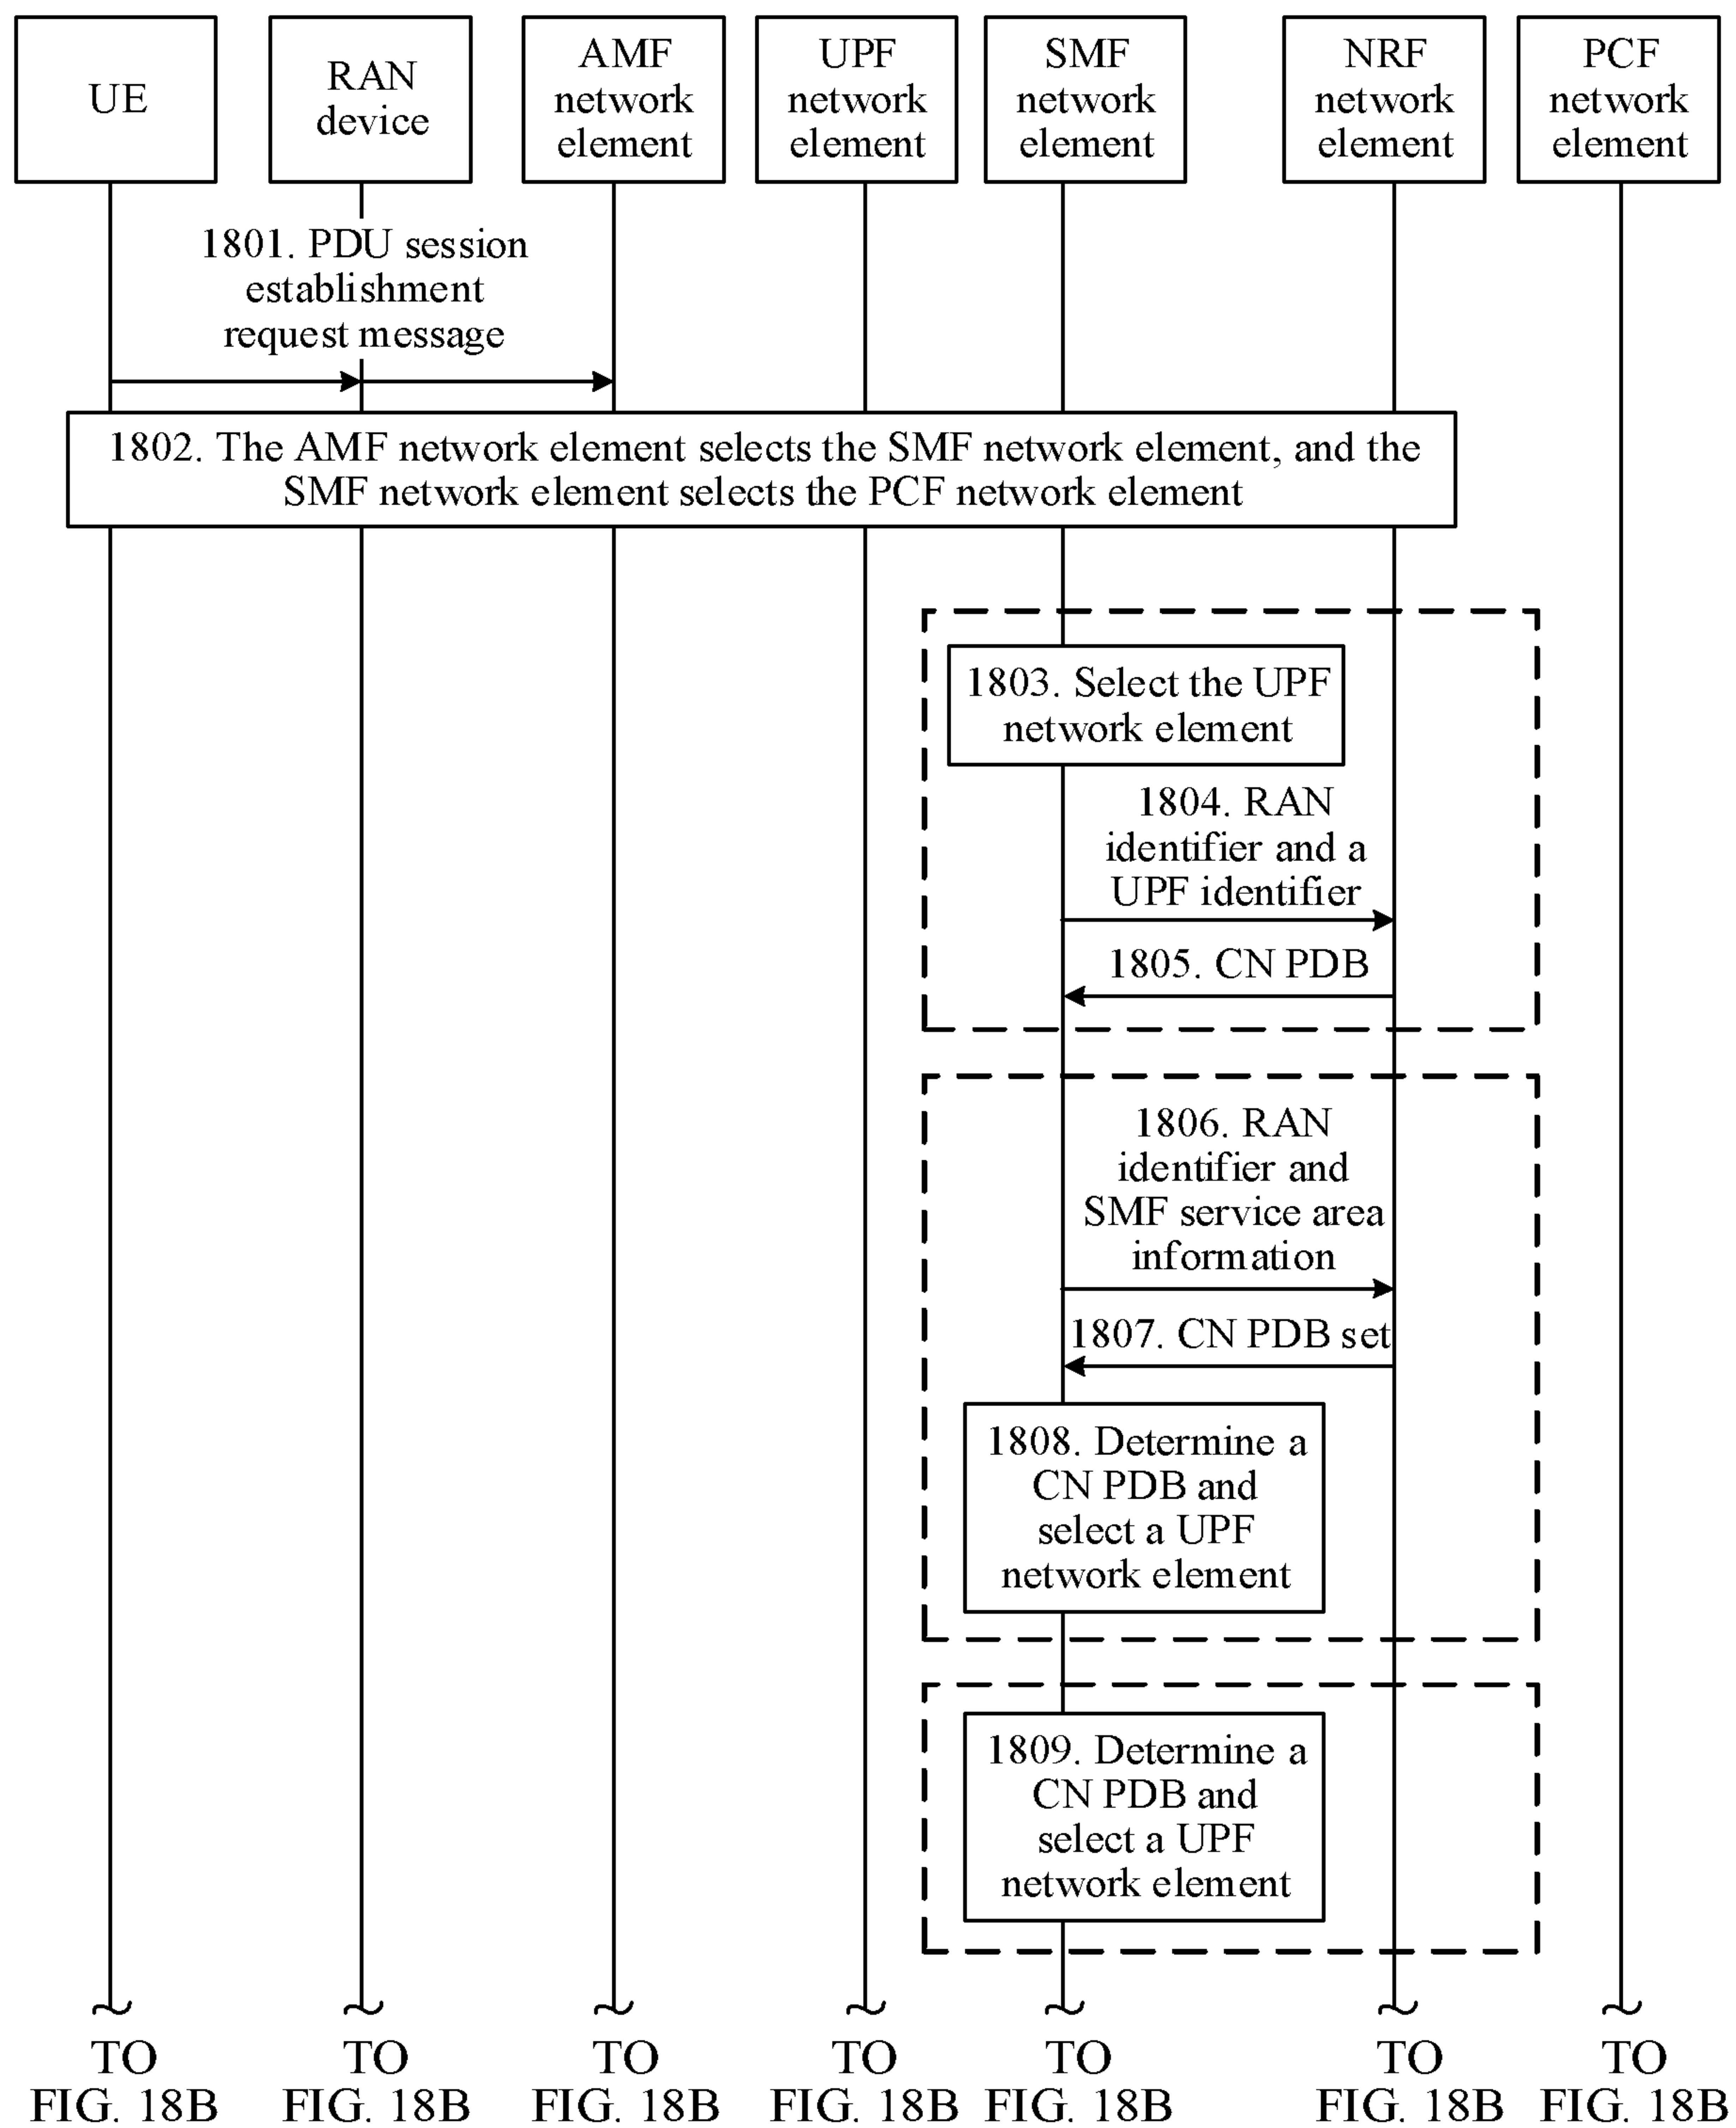 UE
RAN
device
AMF
network
element
UPF
network
element
SMF
network
element
NRF
network
element
PCF
network
element
1801. PDU session
establishment
request message
1802. The AMF network element selects the SMF network element, and the
SMF network element selects the PCF network element
1803. Select the UPF
network element
1804. RAN
identifier and a
UPF identifier
1805. CN PDB
1806. RAN
identifier and
SMF service area
information
1807. CN PDB set
1808. Determine a
CN PDB and
select a UPF
network element
1809. Determine a
CN PDB and
select a UPF
network element
TO
FIG. 18B
TO
FIG. 18B
TO
FIG. 18B
TO
FIG. 18B
TO
FIG. 18B
TO
FIG. 18B
TO
FIG. 18B